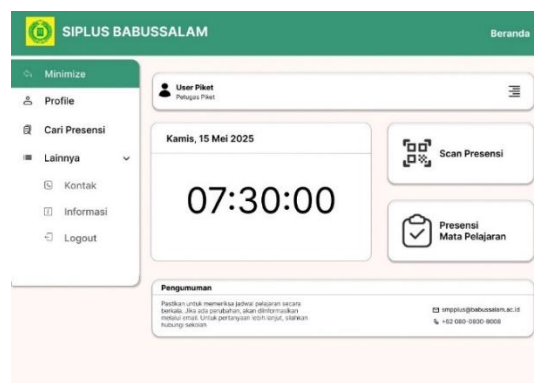 SIPLUS BABUSSALAM
Beranda
Minimize
Profile
Cari Presensi
Lainnya
Kontak
Informasi
Logout
User Piket
Petugas Piket
Kamis, 15 Mei 2025
07:30:00
Scan Presensi
Presensi
Mata Pelajaran
Pengumuman
Pastikan untuk memeriksa jadwal pelajaran secara
berkala. Jika ada perubahan, akan diinformasikan
melalui email. Untuk pertanyaan lebih lanjut, silahkan
hubungi sekolah
smpplus@babussalam.ac.id
+62 080-0800-8008